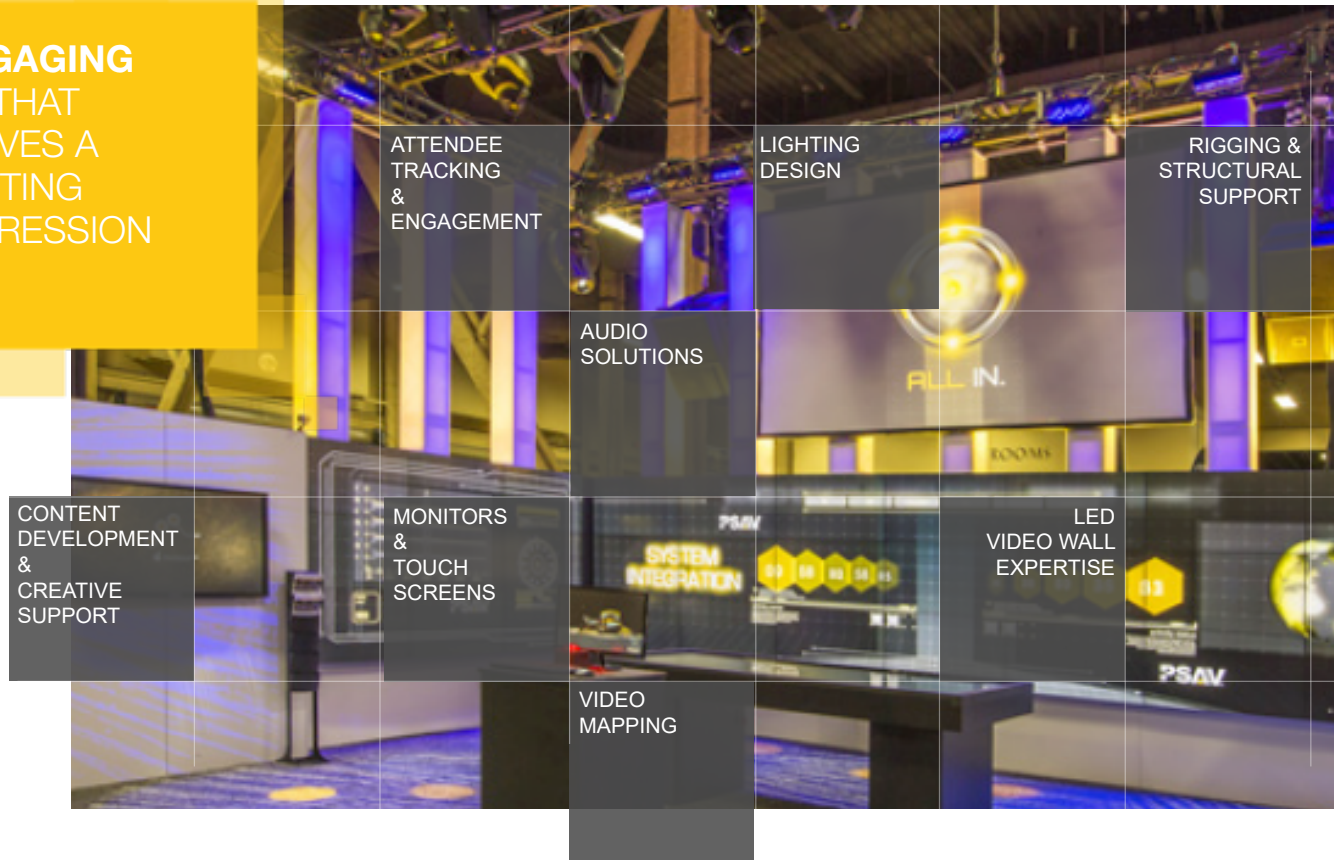 GAGING
THAT
VES A
TING
RESSION
ATTENDEE
TRACKING
&
ENGAGEMENT
LIGHTING
DESIGN
RIGGING &
STRUCTURAL
SUPPORT
AUDIO
SOLUTIONS
ALL IN.
ROOMS
CONTENT
DEVELOPMENT
&
CREATIVE
SUPPORT
MONITORS
&
TOUCH
SCREENS
PSAV
SYSTEM
INTEGRATION
LED
VIDEO WALL
EXPERTISE
PSAV
VIDEO
MAPPING